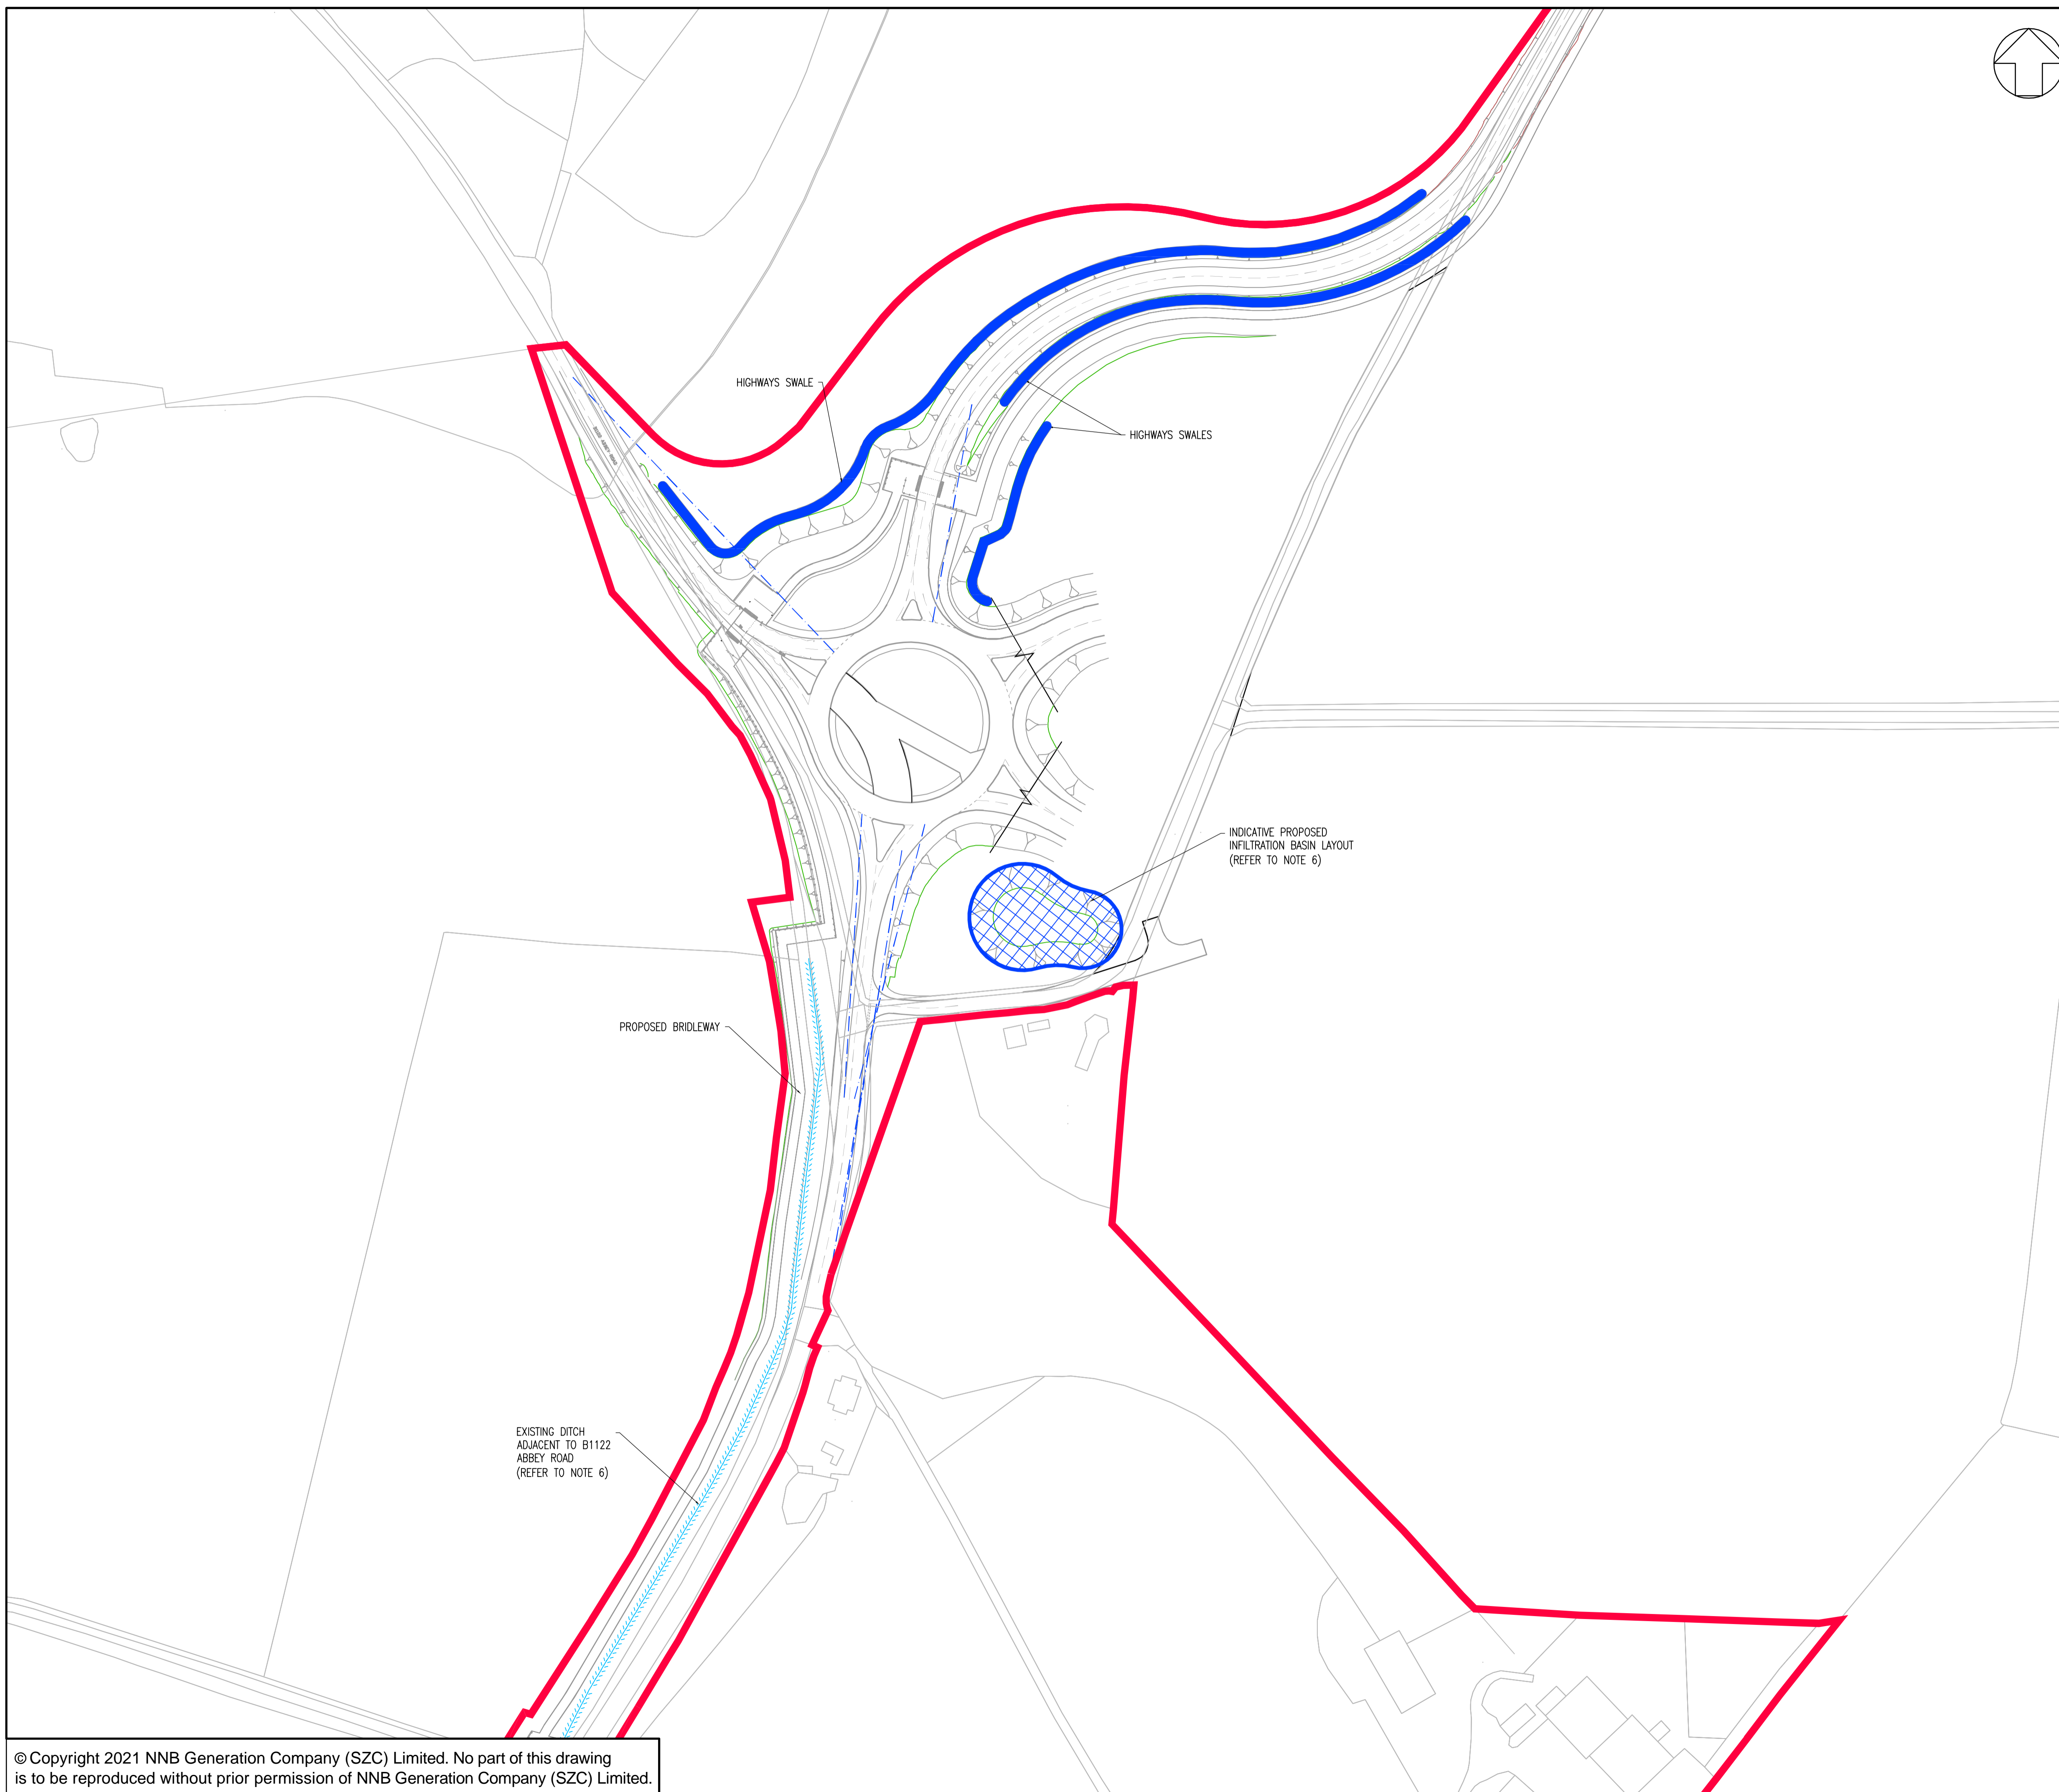 HIGHWAYS SWALE
HIGHWAYS SWALES
INDICATIVE PROPOSED
INFILTRATION BASIN LAYOUT
(REFER TO NOTE 6)
PROPOSED BRIDLEWAY
EXISTING DITCH
ADJACENT TO B1122
ABBEY ROAD
(REFER TO NOTE 6)
© Copyright 2021 NNB Generation Company (SZC) Limited. No part of this drawing
is to be reproduced without prior permission of NNB Generation Company (SZC) Limited.